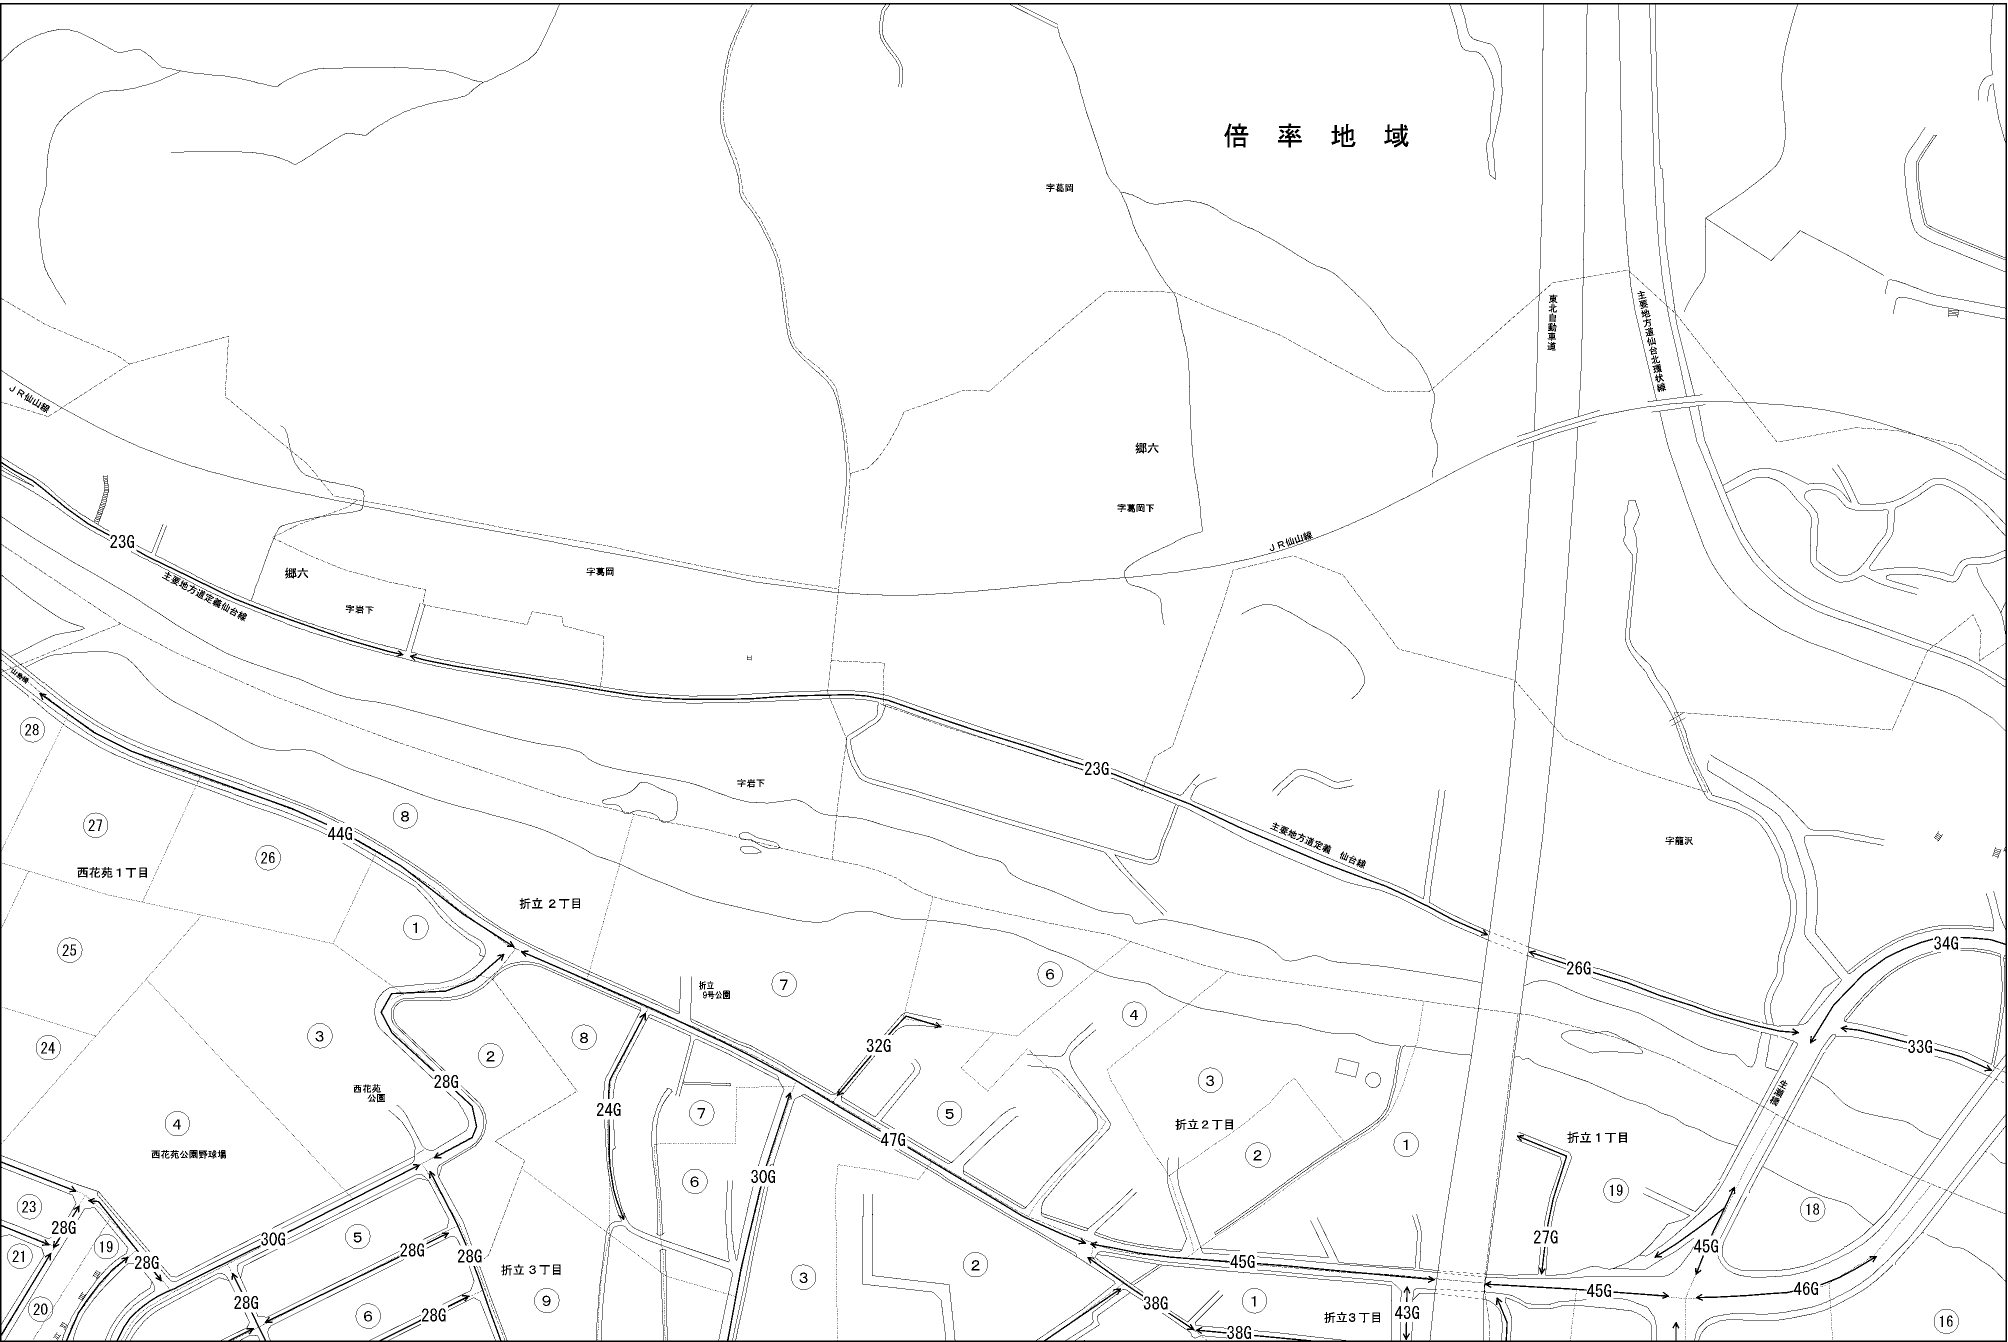 倍率地域
字葛岡
東北自動車道
主要地方道仙台北環状線
JR仙山線
郷六
字葛岡下
JR仙山線
23G
郷六
字葛岡
主要地方道定義仙台線
字岩下
28
23G
字岩下
44G
8
27
26
主要地方道定義 仙台線
字龍沢
西花苑1丁目
折立2丁目
1
25
34G
26G
6
7
折立
9号公園
4
3
8
24
2
32G
33G
28G
3
西花苑
公園
24G
7
5
4
折立2丁目
47G
1
折立1丁目
西花苑公園野球場
2
30G
6
19
23
18
28G
30G
5
27G
21
19
28G
28G
28G
45G
45G
折立3丁目
3
2
45G
46G
20
28G
6
28G
9
38G
1
43G
折立3丁目
16
38G